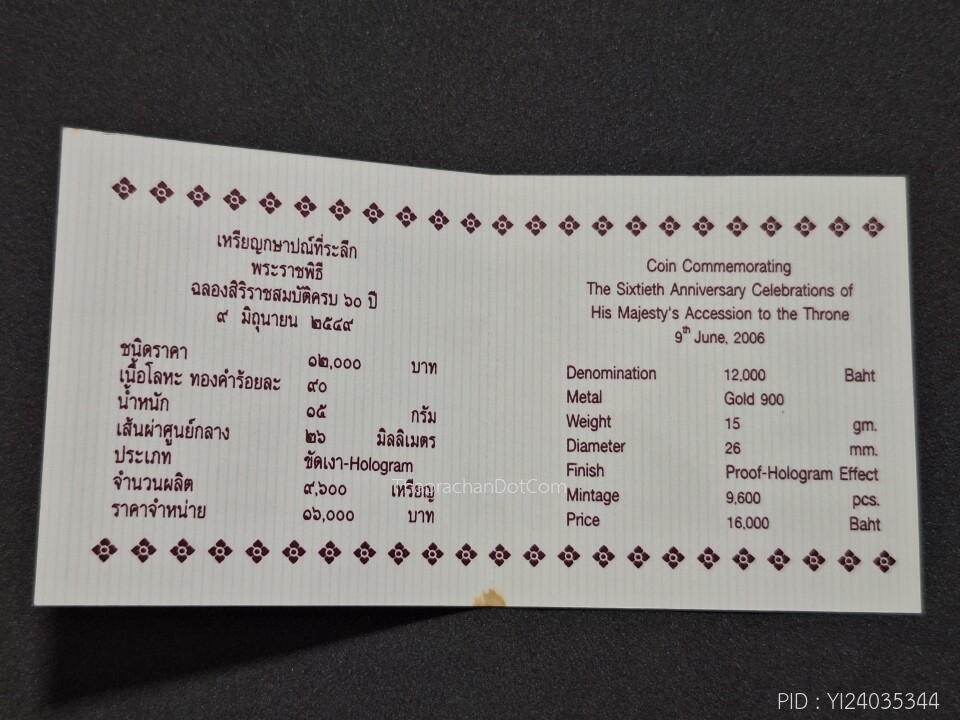 เหรียญกษาปณ์ที่ระลึก
พระราชพิธี
ฉลองสิริราชสมบัติครบ ๖๐ ปี
๙ มิถุนายน ๒๕๔๙
ชนิดราคา ๑๒,๐๐๐ บาท
เนื้อโลหะ ทองคำร้อยละ ๙๐
น้ำหนัก ๑๕ กรัม
เส้นผ่าศูนย์กลาง ๒๖ มิลลิเมตร
ประเภท ขัดเงา-Hologram
จำนวนผลิต ๙,๖๐๐ เหรียญ
ราคาจำหน่าย ๑๖,๐๐๐ บาท
Coin Commemorating
The Sixtieth Anniversary Celebrations of
His Majesty's Accession to the Throne
9th June, 2006
Denomination 12,000 Baht
Metal Gold 900
Weight 15 gm.
Diameter 26 mm.
Finish Proof-Hologram Effect
Mintage 9,600 pcs.
Price 16,000 Baht
ThaprachanDotCom
PID : YI24035344